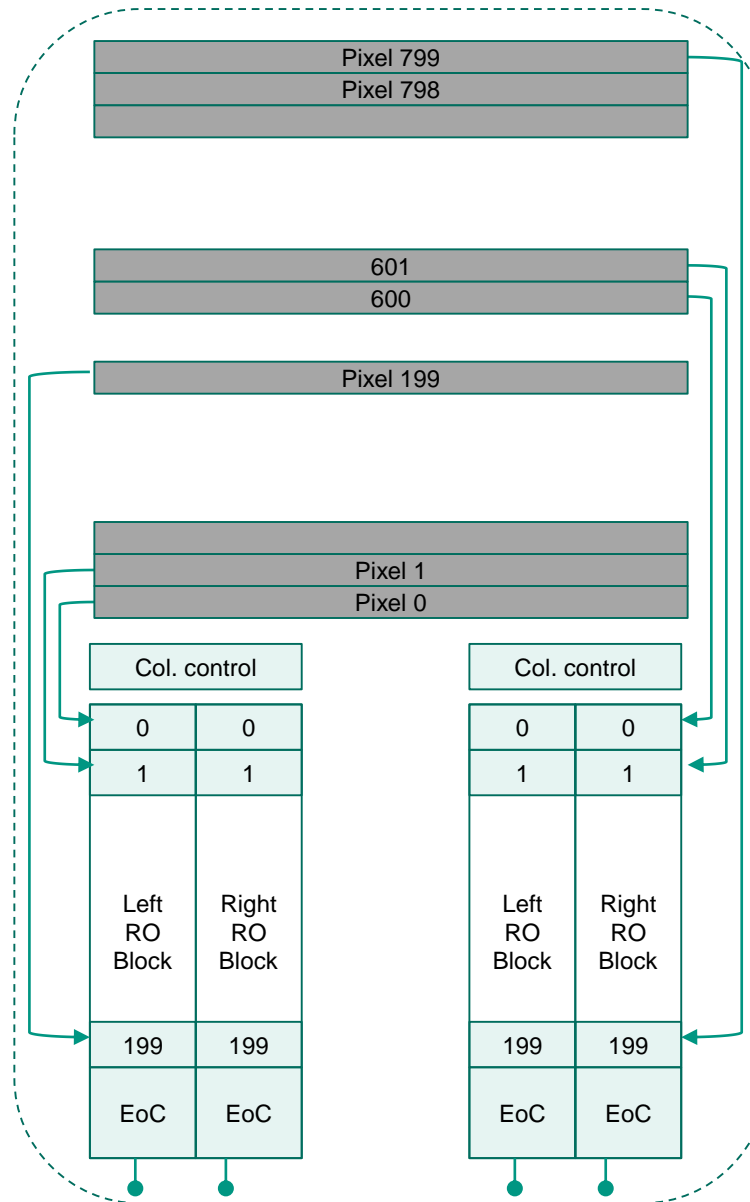 Pixel 799
Pixel 798
601
600
Pixel 199
Pixel 1
Pixel 0
Col. control
Col. control
0 0 0 0
1 1 1 1
Left Right Left Right
RO RO RO RO
Block Block Block Block
199 199 199 199
EoC EoC EoC EoC